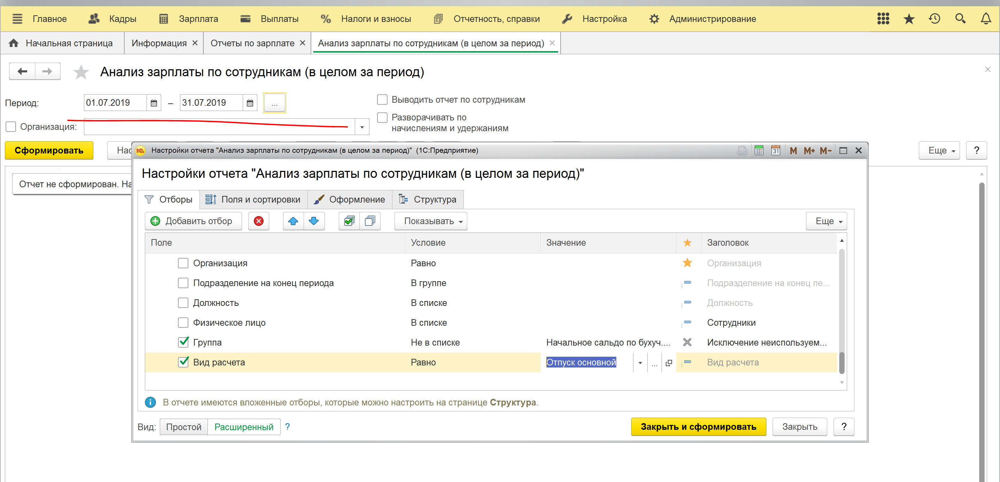 Главное Кадры Зарплата Выплаты % Налоги и взносы Отчетность, справки Настройка Администрирование
Начальная страница Информация Отчеты по зарплате Анализ зарплаты по сотрудникам (в целом за период)
Анализ зарплаты по сотрудникам (в целом за период)
Период: 01.07.2019 – 31.07.2019 ... Выводить отчет по сотрудникам
Организация: Разворачивать по
начислениям и удержаниям
Сформировать Еще ?
Отчет не сформирован.
1С Настройки отчета "Анализ зарплаты по сотрудникам (в целом за период)" (1С:Предприятие) 31 M M+ M-
Настройки отчета "Анализ зарплаты по сотрудникам (в целом за период)"
Отборы Поля и сортировки Оформление Структура
Добавить отбор Показывать Еще
Поле Условие Значение Заголовок
Организация Равно Организация
Подразделение на конец периода В группе Подразделение на конец пе...
Должность В списке Должность
Физическое лицо В списке Сотрудники
Группа Не в списке Начальное сальдо по бухуч.... Исключение неиспользуем...
Вид расчета Равно Отпуск основной ... Вид расчета
i В отчете имеются вложенные отборы, которые можно настроить на странице Структура.
Вид: Простой Расширенный ? Закрыть и сформировать Закрыть ?